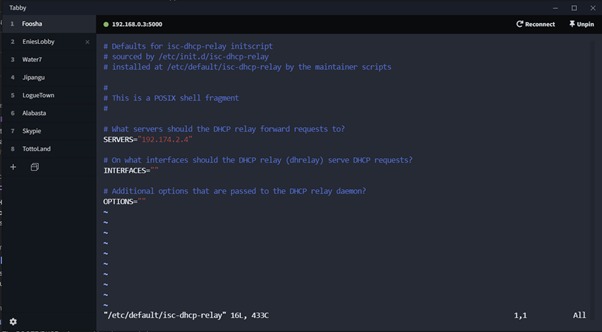 Tabby
1 Foosha
2 EniesLobby
3 Water7
4 Jipangu
5 LogueTown
6 Alabasta
7 Skypie
8 TottoLand
192.168.0.3:5000
Reconnect
Unpin
# Defaults for isc-dhcp-relay initscript
# sourced by /etc/init.d/isc-dhcp-relay
# installed at /etc/default/isc-dhcp-relay by the maintainer scripts
#
# This is a POSIX shell fragment
#
# What servers should the DHCP relay forward requests to?
SERVERS="192.174.2.4"
# On what interfaces should the DHCP relay (dhrelay) serve DHCP requests?
INTERFACES=""
# Additional options that are passed to the DHCP relay daemon?
OPTIONS=""
~
~
~
~
~
~
~
~
~
~
"/etc/default/isc-dhcp-relay" 16L, 433C 1,1 All